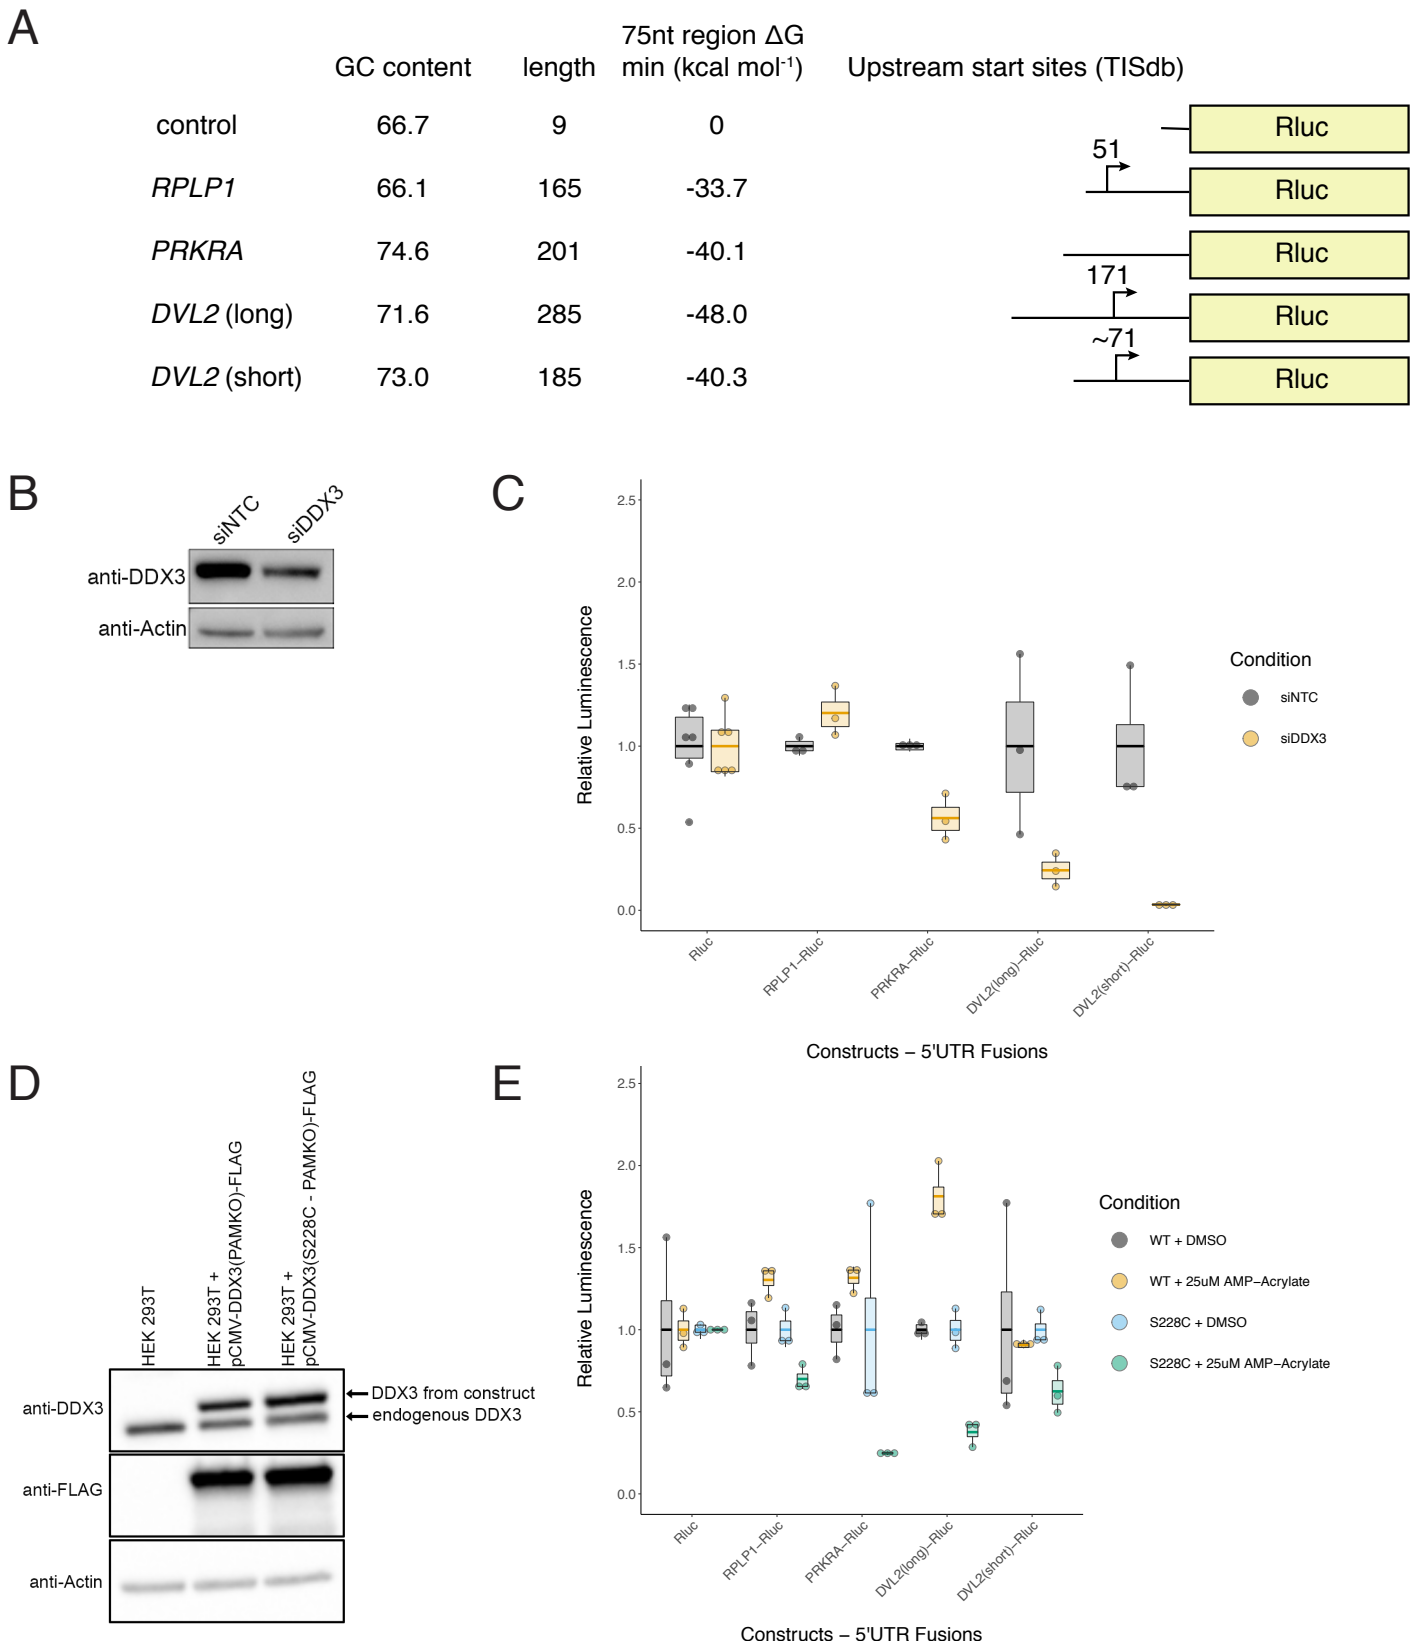 A
GC content
length
75nt region ΔG
min (kcal mol-1)
Upstream start sites (TISdb)
control 66.7 9 0 Rluc
51
RPLP1 66.1 165 -33.7 Rluc
PRKRA 74.6 201 -40.1 Rluc
171
DVL2 (long) 71.6 285 -48.0 Rluc
~71
DVL2 (short) 73.0 185 -40.3 Rluc
B
siNTC
siDDX3
anti-DDX3
anti-Actin
C
Relative Luminescence
2.5
2.0
1.5
1.0
0.5
0.0
Rluc
RPLP1−Rluc
PRKRA−Rluc
DVL2(long)−Rluc
DVL2(short)−Rluc
Constructs − 5'UTR Fusions
Condition
siNTC
siDDX3
D
HEK 293T
HEK 293T +
pCMV-DDX3(PAMKO)-FLAG
HEK 293T +
pCMV-DDX3(S228C - PAMKO)-FLAG
anti-DDX3
DDX3 from construct
endogenous DDX3
anti-FLAG
anti-Actin
E
Relative Luminescence
2.5
2.0
1.5
1.0
0.5
0.0
Rluc
RPLP1−Rluc
PRKRA−Rluc
DVL2(long)−Rluc
DVL2(short)−Rluc
Constructs − 5'UTR Fusions
Condition
WT + DMSO
WT + 25uM AMP−Acrylate
S228C + DMSO
S228C + 25uM AMP−Acrylate